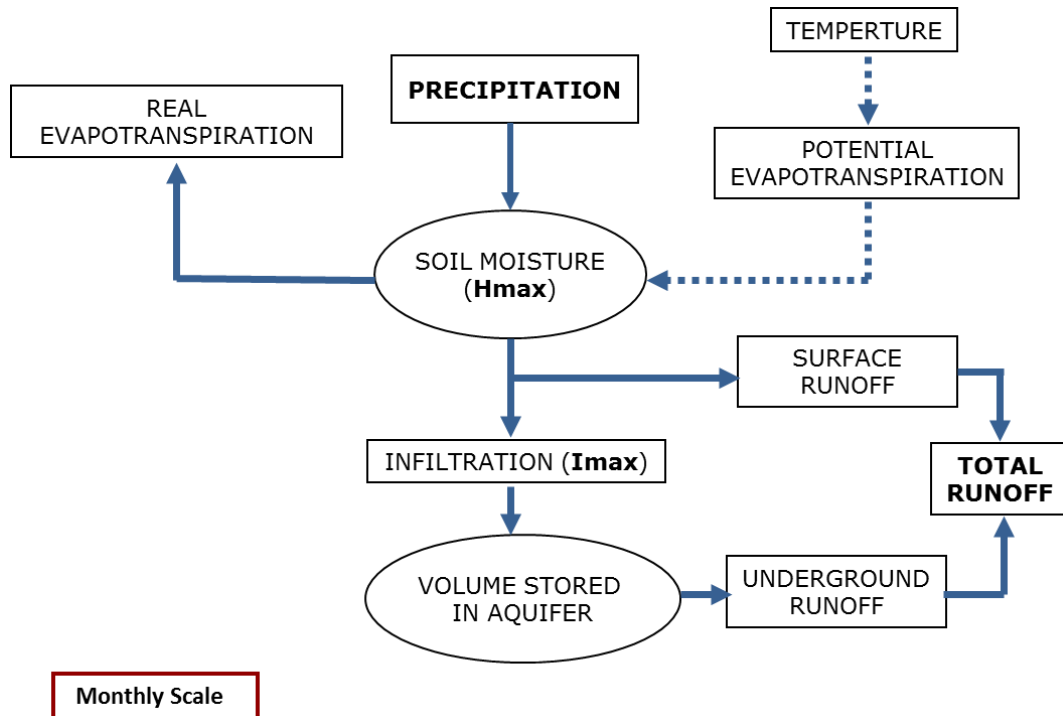 TEMPERTURE
PRECIPITATION
REAL
EVAPOTRANSPIRATION
POTENTIAL
EVAPOTRANSPIRATION
SOIL MOISTURE
(Hmax)
SURFACE
RUNOFF
INFILTRATION (Imax)
TOTAL
RUNOFF
VOLUME STORED
IN AQUIFER
UNDERGROUND
RUNOFF
Monthly Scale